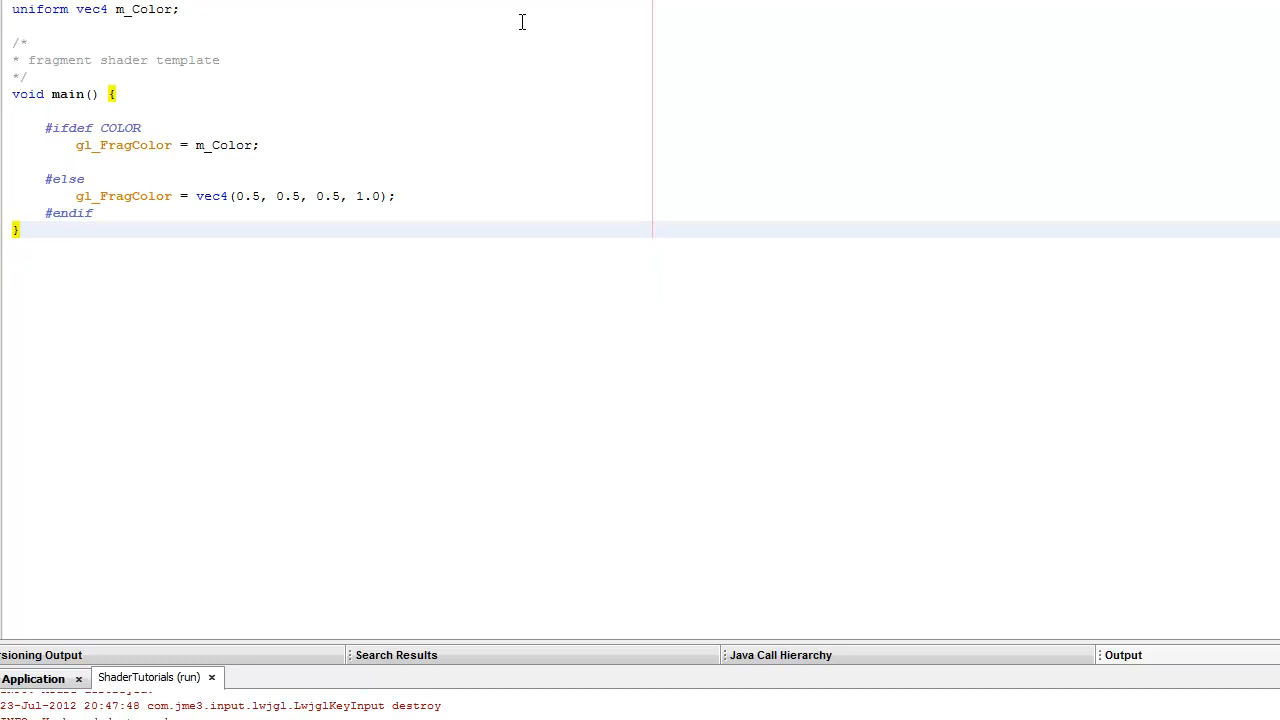 uniform vec4 m_Color;
/*
* fragment shader template
*/
void main() {
#ifdef COLOR
gl_FragColor = m_Color;
#else
gl_FragColor = vec4(0.5, 0.5, 0.5, 1.0);
#endif
}
sioning Output
Search Results
Java Call Hierarchy
Output
Application ×
ShaderTutorials (run) ×
23-Jul-2012 20:47:48 com.jme3.input.lwjgl.LwjglKeyInput destroy